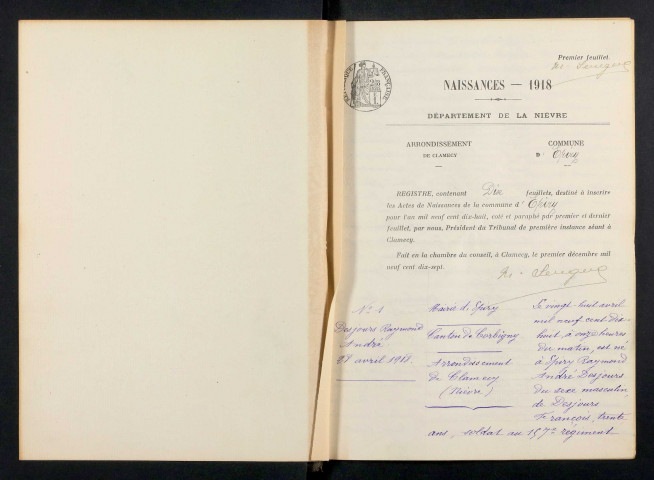 Premier feuillet.
NAISSANCES — 1918
DÉPARTEMENT DE LA NIÈVRE
ARRONDISSEMENT
DE CLAMECY
COMMUNE
D' Epiry
REGISTRE, contenant Dix feuillets, destiné à inscrire
les Actes de Naissances de la commune d' Epiry
pour l'an mil neuf cent dix-huit, coté et paraphé par premier et dernier
feuillet, par nous, Président du Tribunal de première instance séant à
Clamecy.
Fait en la chambre du conseil, à Clamecy, le premier décembre mil
neuf cent dix-sept.
N° 1
Desjours Raymond
André
28 avril 1918.
Mairie d'Epiry
Canton de Corbigny
Arrondissement
de Clamecy
(Nièvre)
Le vingt-huit avril
mil neuf cent dix-
huit, à onze heures
du matin, est né
à Epiry Raymond
André Desjours
du sexe masculin,
de Desjours
François, trente
ans, soldat au 157e régiment